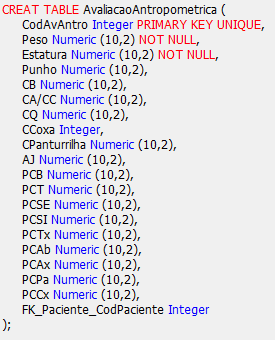 CREAT TABLE AvaliacaoAntropometrica (
CodAvAntro Integer PRIMARY KEY UNIQUE,
Peso Numeric (10,2) NOT NULL,
Estatura Numeric (10,2) NOT NULL,
Punho Numeric (10,2),
CB Numeric (10,2),
CA/CC Numeric (10,2),
CQ Numeric (10,2),
CCoxa Integer,
CPanturrilha Numeric (10,2),
AJ Numeric (10,2),
PCB Numeric (10,2),
PCT Numeric (10,2),
PCSE Numeric (10,2),
PCSI Numeric (10,2),
PCTx Numeric (10,2),
PCAb Numeric (10,2),
PCAx Numeric (10,2),
PCPa Numeric (10,2),
PCCx Numeric (10,2),
FK_Paciente_CodPaciente Integer
);